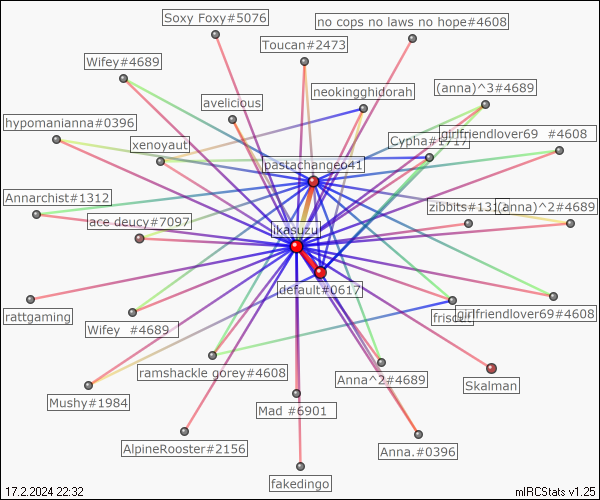 Soxy Foxy#5076
no cops no laws no hope#4608
Toucan#2473
Wifey#4689
neokingghidorah
(anna)^3#4689
avelicious
hypomanianna#0396
girlfriendlover69 #4608
xenoyaut
Cypha#1717
pastachangeo41
Annarchist#1312
zibbits#131
(anna)^2#4689
ace deucy#7097
ikasuzu
default#0617
rattgaming
Wifey #4689
friscuri
girlfriendlover69#4608
ramshackle gorey#4608
Anna^2#4689
Skalman
Mushy#1984
Mad #6901
AlpineRooster#2156
Anna.#0396
fakedingo
17.2.2024 22:32
mIRCStats v1.25